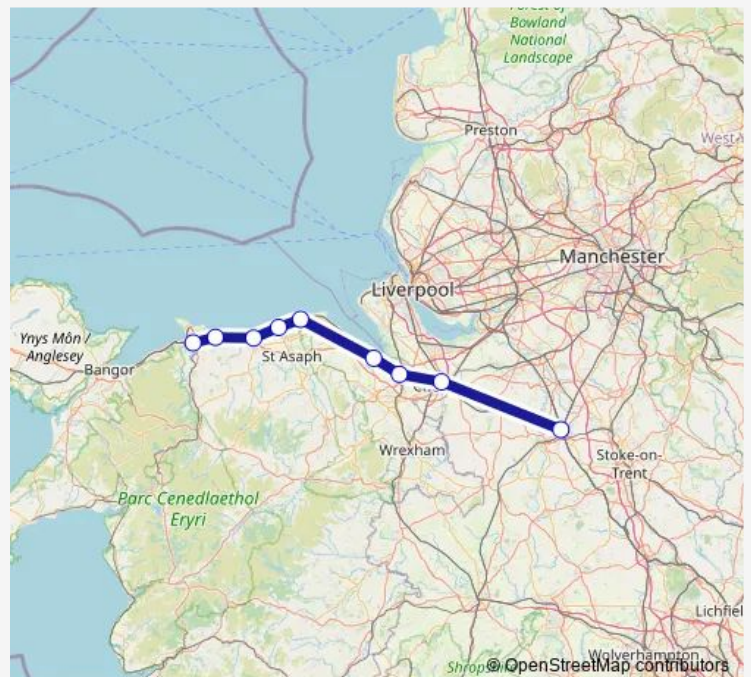 Forest of
Bowland
National
Landscape
Preston
West-Y
Manchester
Liverpool
Ynys Môn /
Anglesey
Bangor
St Asaph
Wrexham
Stoke-on-
Trent
Parc Cenedlaethol
Eryri
Lichfiel
Wolverhampton
Shropshire
© OpenStreetMap contributors